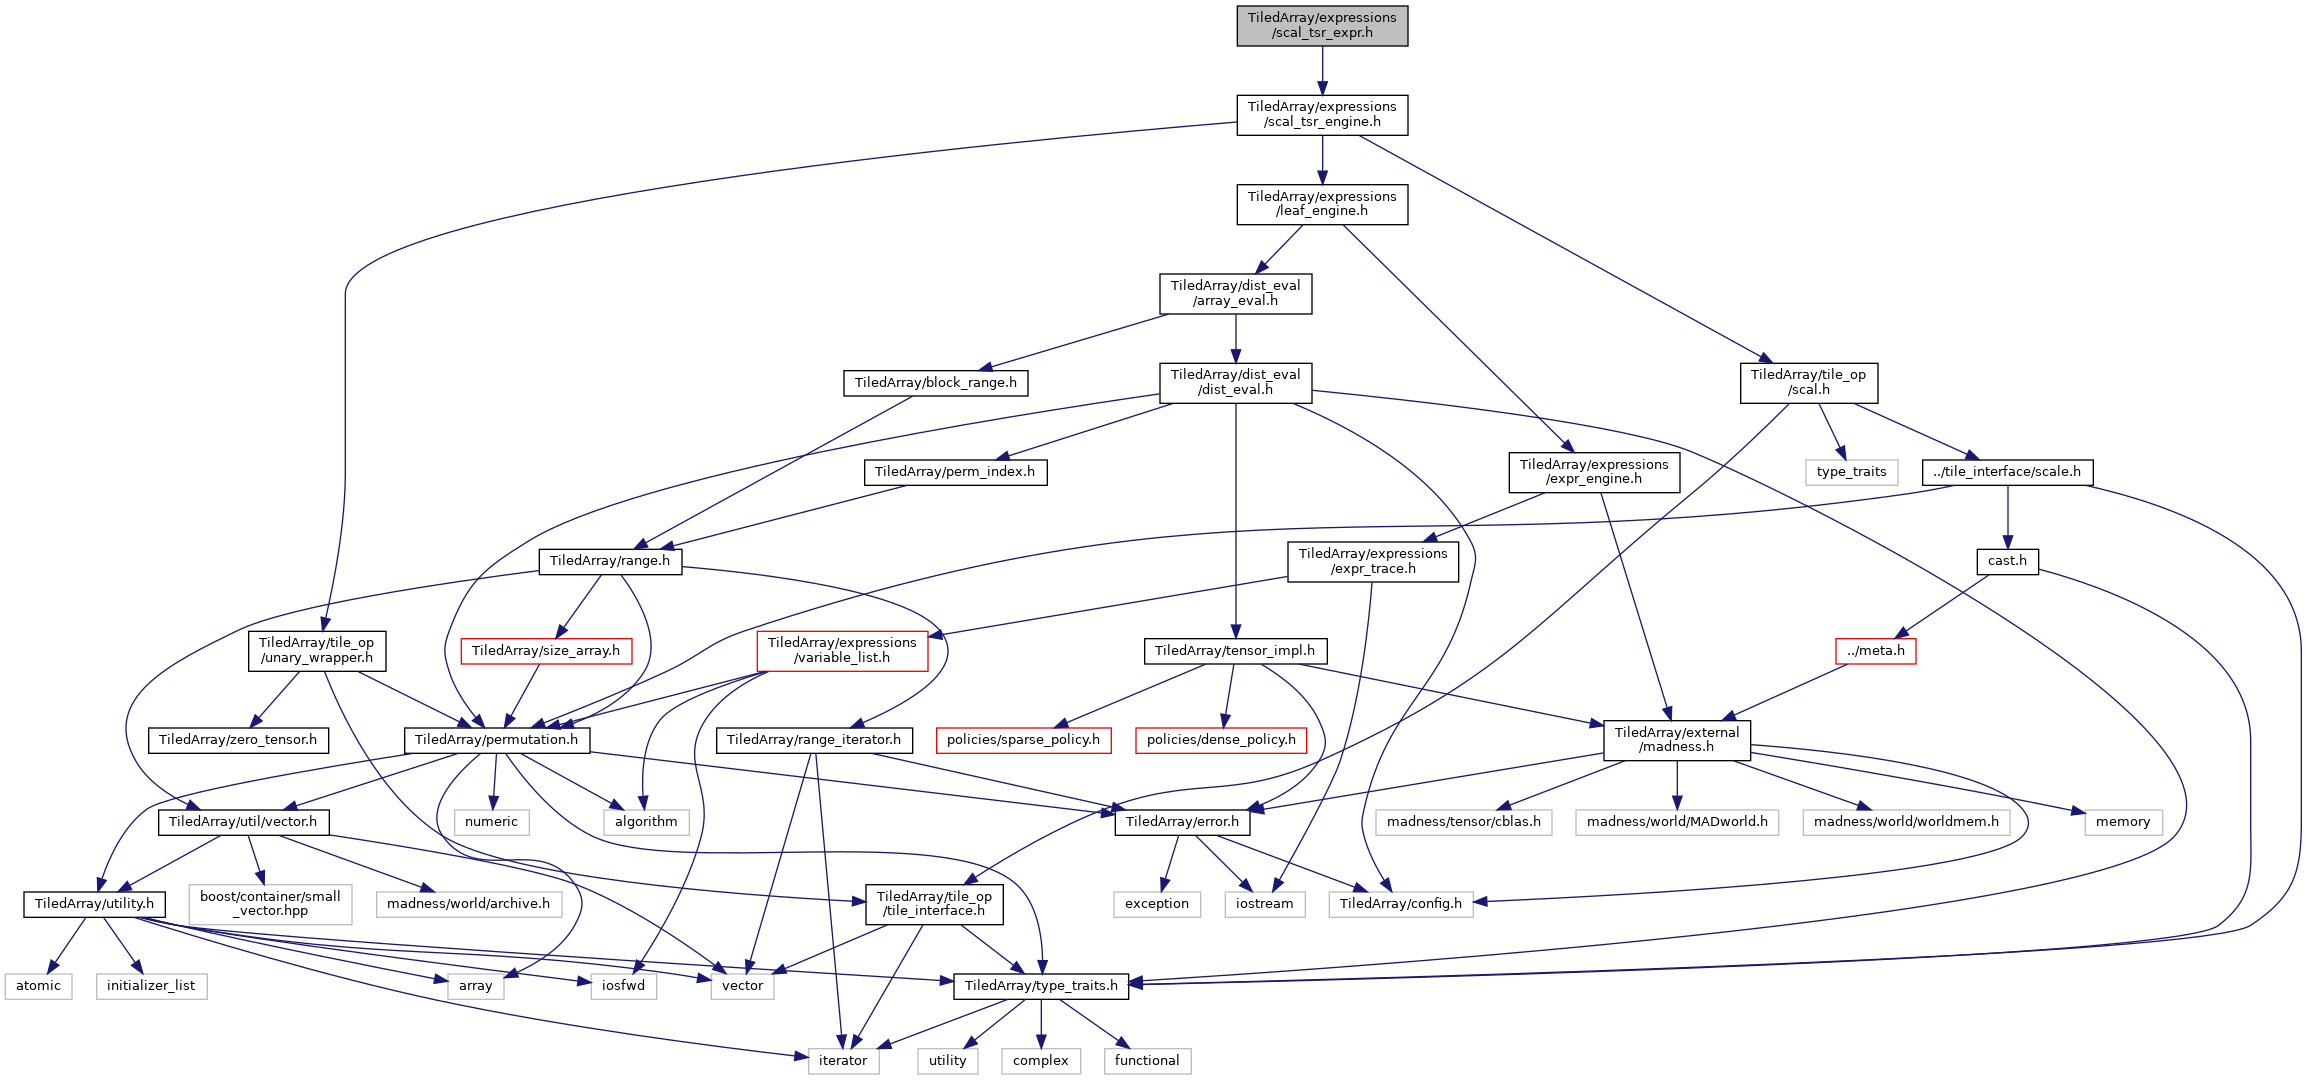 TiledArray/expressions
/scal_tsr_expr.h
TiledArray/expressions
/scal_tsr_engine.h
TiledArray/expressions
/leaf_engine.h
TiledArray/dist_eval
/array_eval.h
TiledArray/block_range.h
TiledArray/dist_eval
/dist_eval.h
TiledArray/tile_op
/scal.h
TiledArray/perm_index.h
TiledArray/expressions
/expr_engine.h
type_traits
../tile_interface/scale.h
TiledArray/range.h
TiledArray/expressions
/expr_trace.h
cast.h
TiledArray/tile_op
/unary_wrapper.h
TiledArray/size_array.h
TiledArray/expressions
/variable_list.h
TiledArray/tensor_impl.h
../meta.h
TiledArray/zero_tensor.h
TiledArray/permutation.h
TiledArray/range_iterator.h
policies/sparse_policy.h
policies/dense_policy.h
TiledArray/external
/madness.h
TiledArray/util/vector.h
numeric
algorithm
TiledArray/error.h
madness/tensor/cblas.h
madness/world/MADworld.h
madness/world/worldmem.h
memory
TiledArray/utility.h
boost/container/small
_vector.hpp
madness/world/archive.h
TiledArray/tile_op
/tile_interface.h
exception
iostream
TiledArray/config.h
atomic
initializer_list
array
iosfwd
vector
TiledArray/type_traits.h
iterator
utility
complex
functional